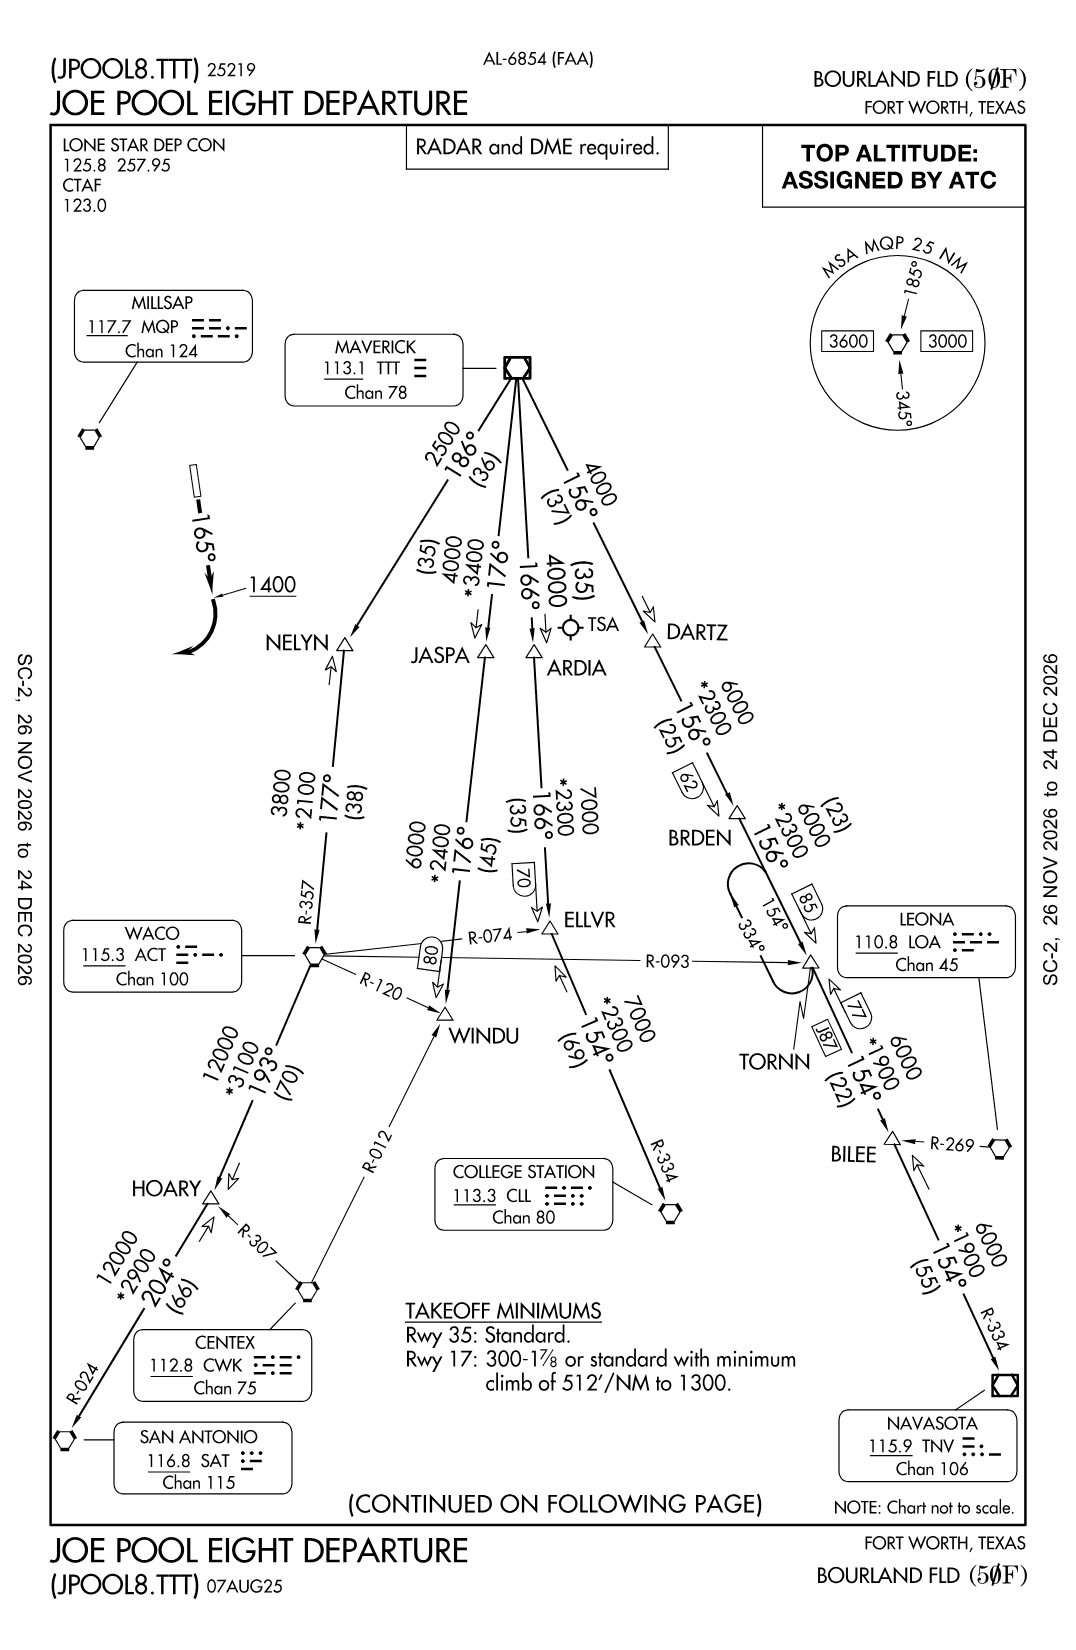 (JPOOL8.TTT) 25219
JOE POOL EIGHT DEPARTURE
AL-6854 (FAA)
BOURLAND FLD (5ØF)
FORT WORTH, TEXAS
LONE STAR DEP CON
125.8 257.95
CTAF
123.0
RADAR and DME required.
TOP ALTITUDE:
ASSIGNED BY ATC
MSA MQP 25 NM
185°
3600
3000
345°
MILLSAP
117.7 MQP
Chan 124
MAVERICK
113.1 TTT
Chan 78
165°
1400
2500
186°
(36)
(35)
4000
*3400
176°
166°
4000
(35)
4000
156°
(37)
TSA
NELYN
JASPA
ARDIA
DARTZ
6000
*2300
156°
(25)
62
BRDEN
3800
*2100
177°
(38)
R-357
6000
*2400
176°
(45)
80
7000
*2300
166°
(35)
70
ELLVR
(23)
6000
*2300
156°
85
154°
334°
WACO
115.3 ACT
Chan 100
R-074
R-093
R-120
WINDU
LEONA
110.8 LOA
Chan 45
TORNN
77
J87
6000
*1900
154°
(22)
12000
*3100
193°
(70)
7000
*2300
154°
(69)
R-334
R-012
BILEE
R-269
HOARY
R-307
COLLEGE STATION
113.3 CLL
Chan 80
12000
*2900
204°
(66)
R-024
6000
*1900
154°
(55)
R-334
CENTEX
112.8 CWK
Chan 75
TAKEOFF MINIMUMS
Rwy 35: Standard.
Rwy 17: 300-1⅞ or standard with minimum
climb of 512'/NM to 1300.
SAN ANTONIO
116.8 SAT
Chan 115
NAVASOTA
115.9 TNV
Chan 106
(CONTINUED ON FOLLOWING PAGE)
NOTE: Chart not to scale.
SC-2, 26 NOV 2026 to 24 DEC 2026
SC-2, 26 NOV 2026 to 24 DEC 2026
JOE POOL EIGHT DEPARTURE
(JPOOL8.TTT) 07AUG25
FORT WORTH, TEXAS
BOURLAND FLD (5ØF)